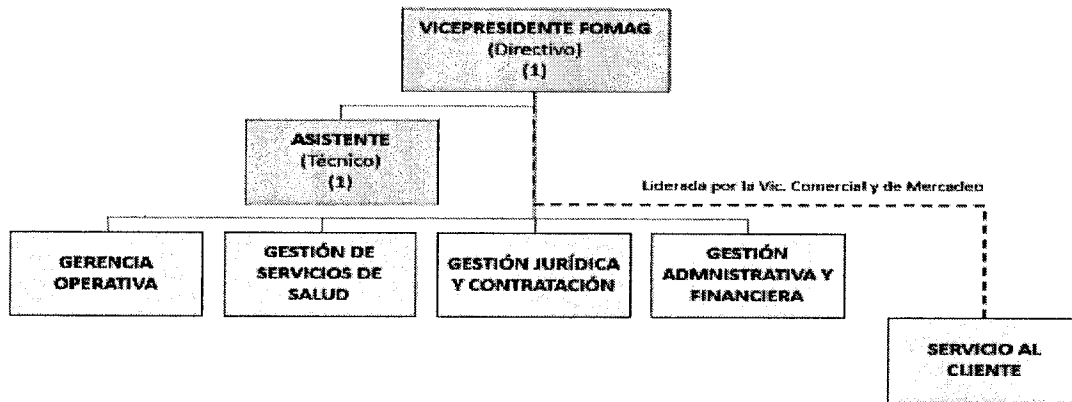 VICEPRESIDENTE FOMAG
(Directivo)
(1)
ASISTENTE
(Técnico)
(1)
Liderada por la Vic. Comercial y de Mercadeo
GERENCIA
OPERATIVA
GESTIÓN DE
SERVICIOS DE
SALUD
GESTIÓN JURÍDICA
Y CONTRATACIÓN
GESTIÓN
ADMNISTRATIVA Y
FINANCIERA
SERVICIO AL
CLIENTE